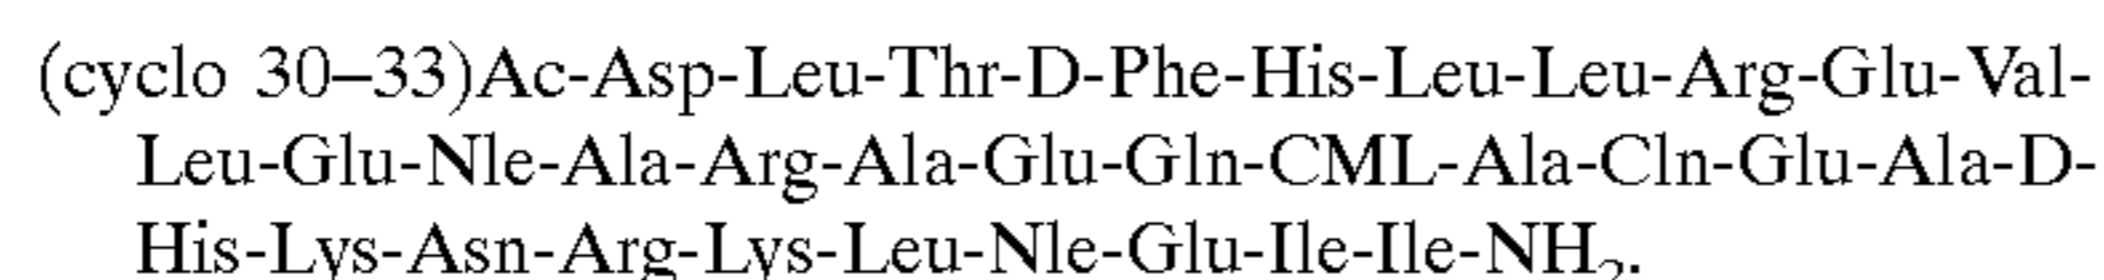 (cyclo 30–33)Ac-Asp-Leu-Thr-D-Phe-His-Leu-Leu-Arg-Glu-Val-
Leu-Glu-Nle-Ala-Arg-Ala-Glu-Gln-CML-Ala-Cln-Glu-Ala-D-
His-Lys-Asn-Arg-Lys-Leu-Nle-Glu-Ile-Ile-NH₂.